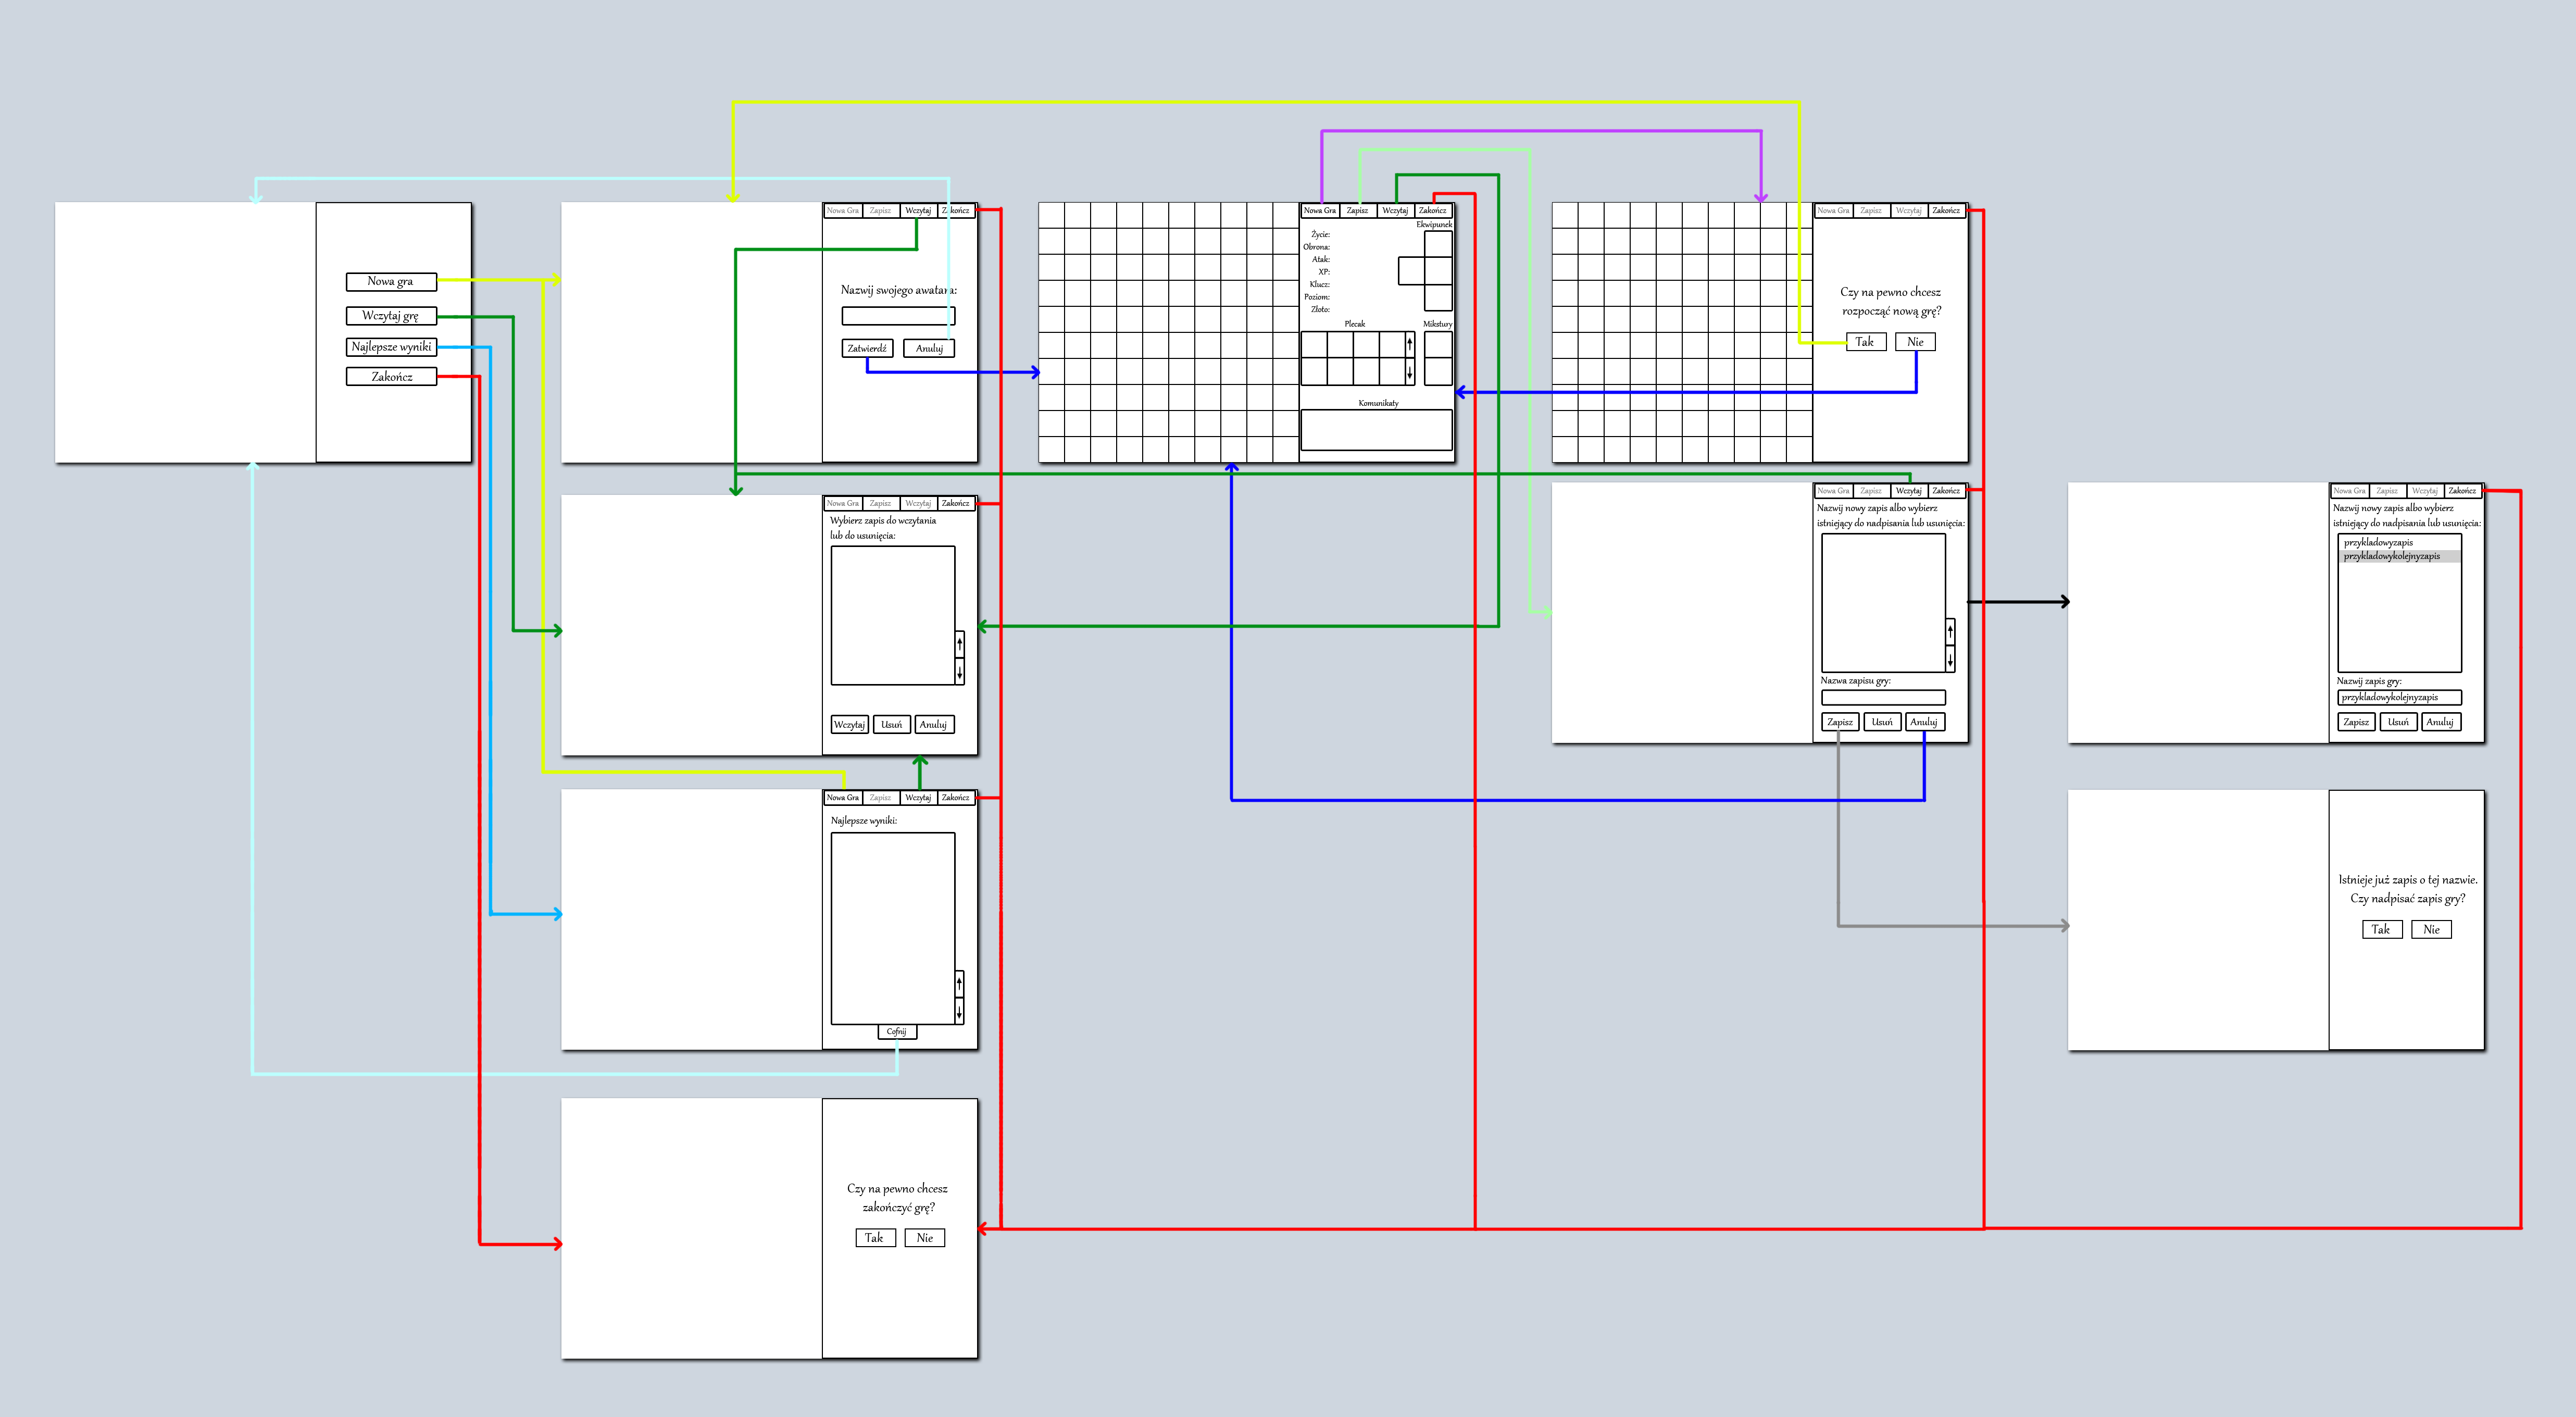 Nowa gra
Wczytaj grę
Najlepsze wyniki
Zakończ
Nowa Gra Zapisz Wczytaj Zakończ
Nazwij swojego awatara:
Zatwierdź Anuluj
Nowa Gra Zapisz Wczytaj Zakończ
Ekwipunek
Życie:
Obrona:
Atak:
XP:
Klucz:
Poziom:
Złoto:
Plecak Mikstury
Komunikaty
Nowa Gra Zapisz Wczytaj Zakończ
Czy na pewno chcesz
rozpocząć nową grę?
Tak Nie
Nowa Gra Zapisz Wczytaj Zakończ
Wybierz zapis do wczytania
lub do usunięcia:
Wczytaj Usuń Anuluj
Nowa Gra Zapisz Wczytaj Zakończ
Nazwij nowy zapis albo wybierz
istniejący do nadpisania lub usunięcia:
Nazwa zapisu gry:
Zapisz Usuń Anuluj
Nowa Gra Zapisz Wczytaj Zakończ
Nazwij nowy zapis albo wybierz
istniejący do nadpisania lub usunięcia:
przykladowyzapis
przykladowykolejnyzapis
Nazwij zapis gry:
przykladowykolejnyzapis
Zapisz Usuń Anuluj
Nowa Gra Zapisz Wczytaj Zakończ
Najlepsze wyniki:
Cofnij
Istnieje już zapis o tej nazwie.
Czy nadpisać zapis gry?
Tak Nie
Czy na pewno chcesz
zakończyć grę?
Tak Nie